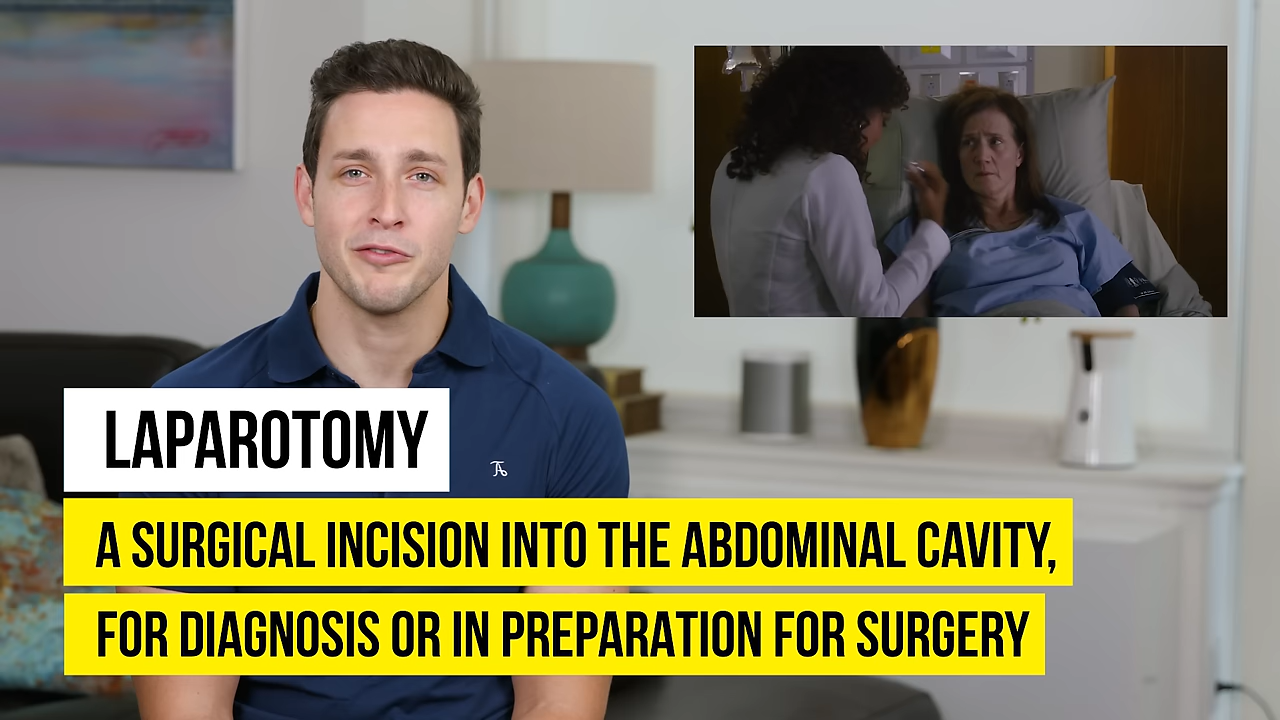 LAPAROTOMY
A SURGICAL INCISION INTO THE ABDOMINAL CAVITY,
FOR DIAGNOSIS OR IN PREPARATION FOR SURGERY